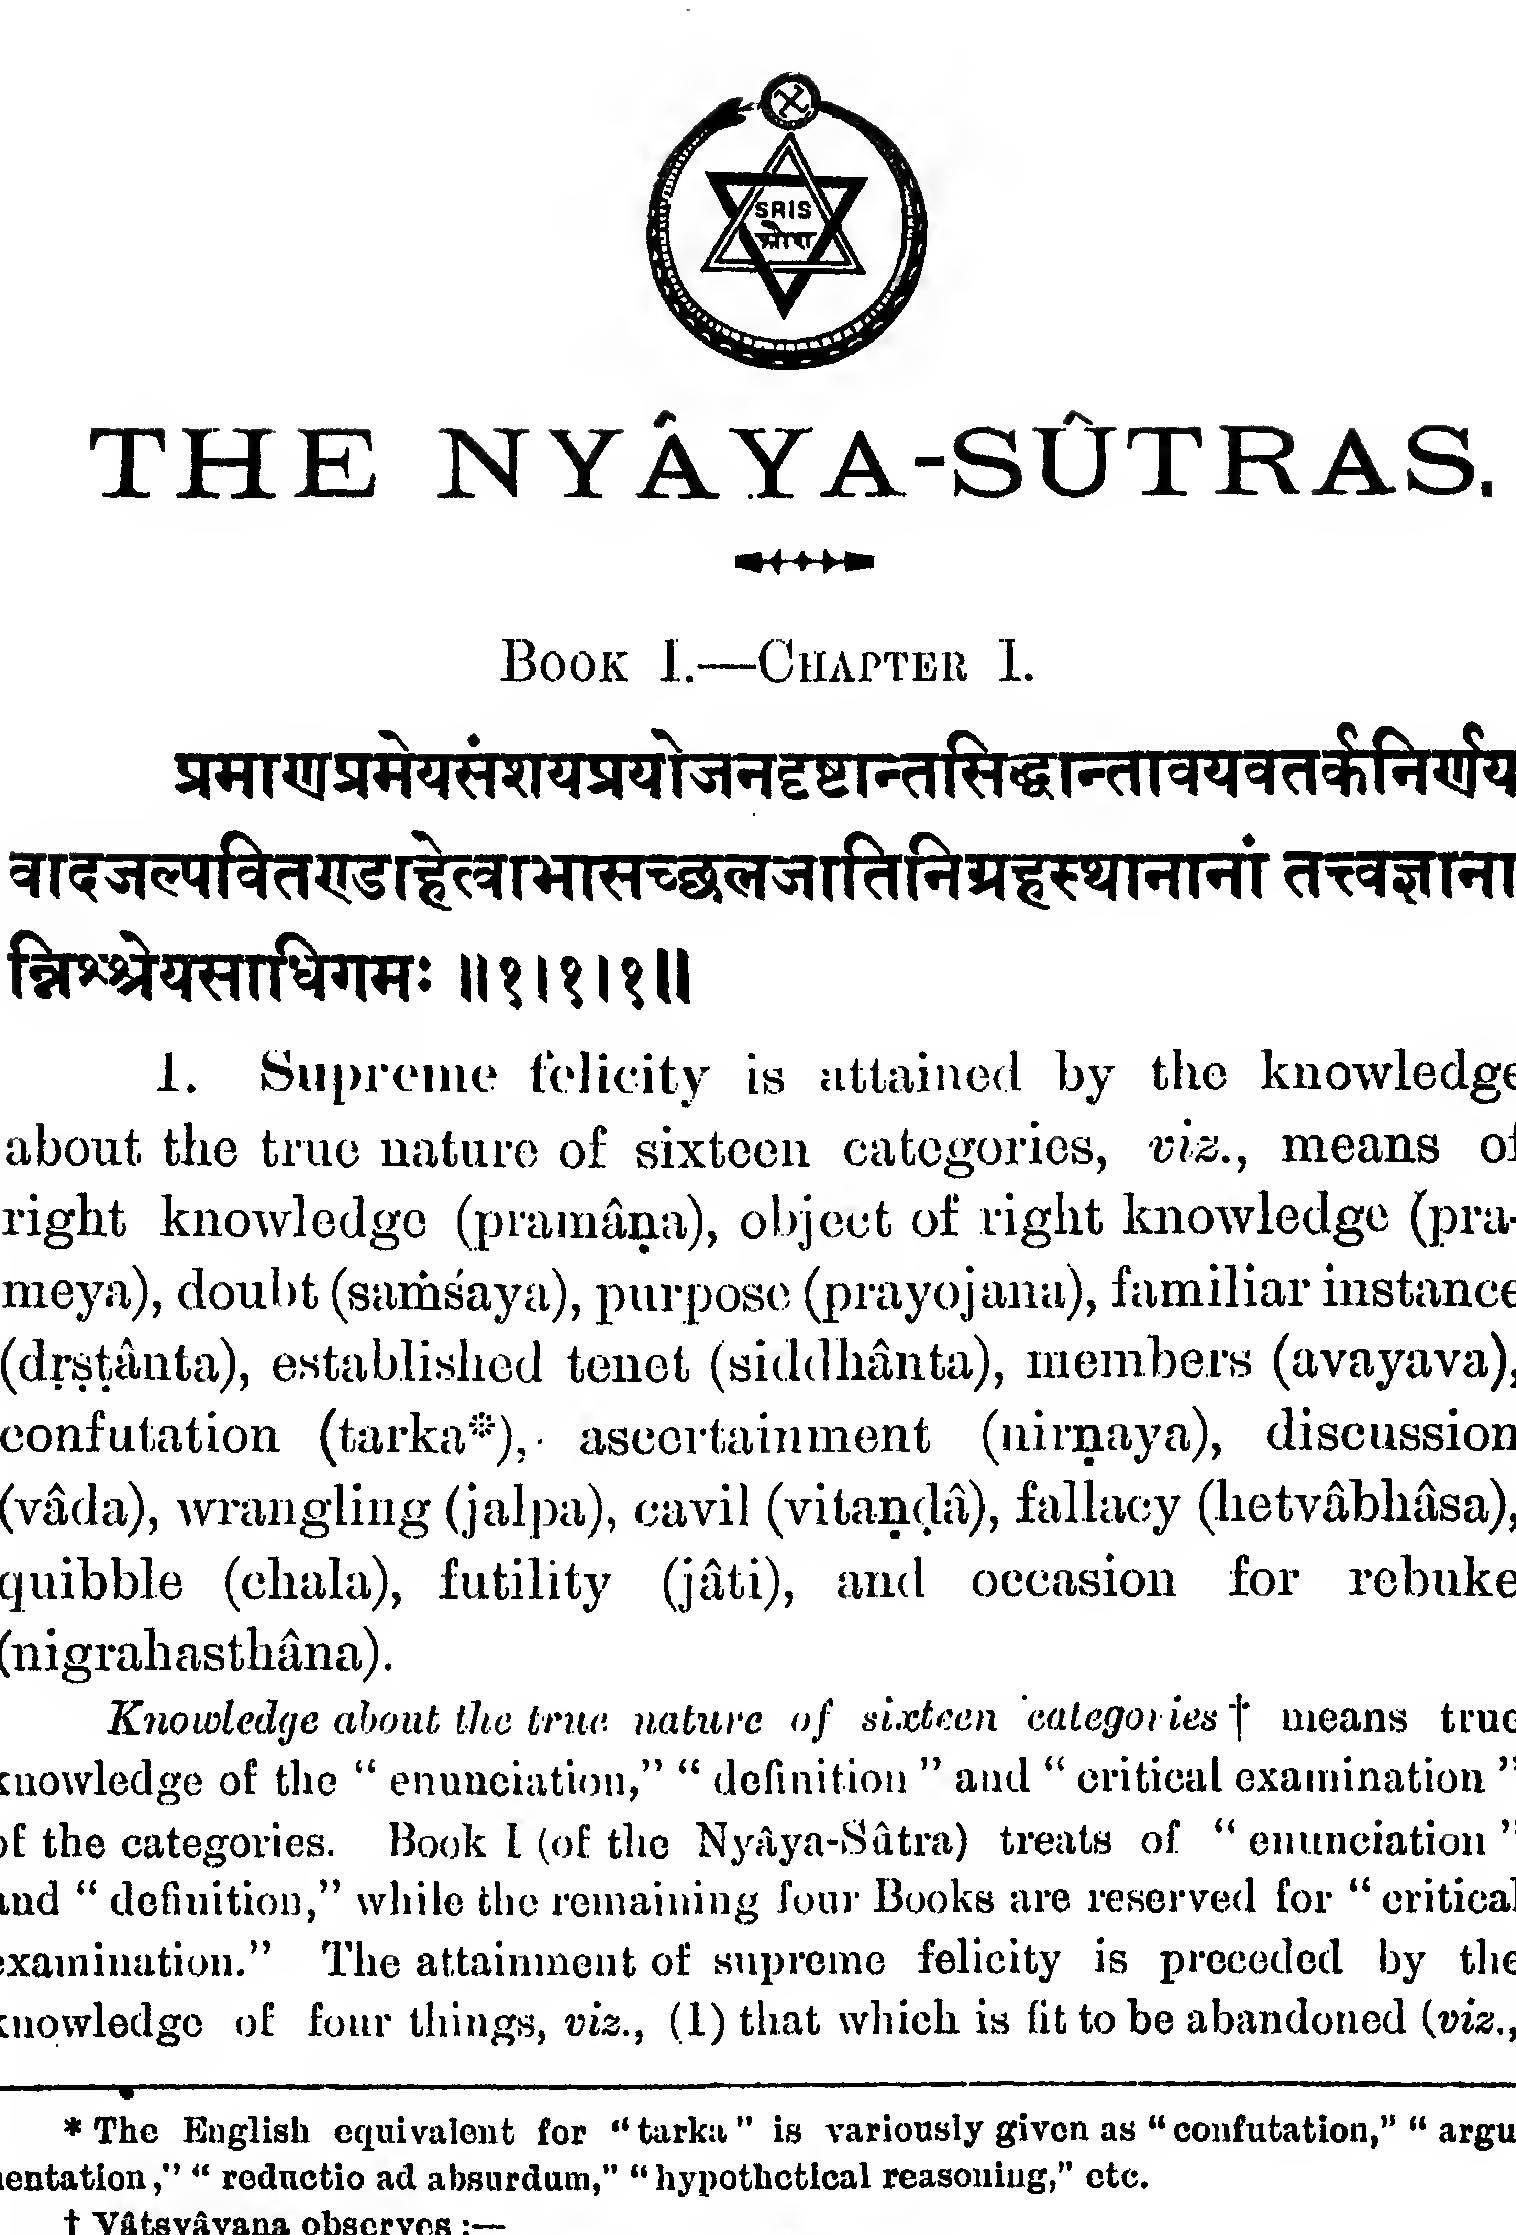 SRIS
श्रीश
THE NYÂYA-SÛTRAS.
BOOK I.—CHAPTER I.
प्रमाणप्रमेयसंशयप्रयोजनदृष्टान्तसिद्धान्तावयवतर्कनिर्णय
वादजल्पवितण्डाहेत्वाभासच्छलजातिनिग्रहस्थानानां तत्त्वज्ञाना
न्निश्श्रेयसाधिगमः ॥१।१।१॥
1. Supreme felicity is attained by the knowledge
about the true nature of sixteen categories, viz., means of
right knowledge (pramâṇa), object of right knowledge (pra-
meya), doubt (saṁśaya), purpose (prayojana), familiar instance
(dṛṣṭânta), established tenet (siddhânta), members (avayava),
confutation (tarka*), ascertainment (nirṇaya), discussion
(vâda), wrangling (jalpa), cavil (vitaṇḍâ), fallacy (hetvâbhâsa),
quibble (chala), futility (jâti), and occasion for rebuke
(nigrahasthâna).
Knowledge about the true nature of sixteen categories † means true
knowledge of the “ enunciation,” “ definition ” and “ critical examination ”
of the categories. Book I (of the Nyâya-Sûtra) treats of “ enunciation ”
and “ definition,” while the remaining four Books are reserved for “ critical
examination.” The attainment of supreme felicity is preceded by the
knowledge of four things, viz., (1) that which is fit to be abandoned (viz.,
* The English equivalent for “tarka” is variously given as “confutation,” “ argu
mentation,” “ reductio ad absurdum,” “hypothetical reasoning,” etc.
† Vâtsyâyana observes :—